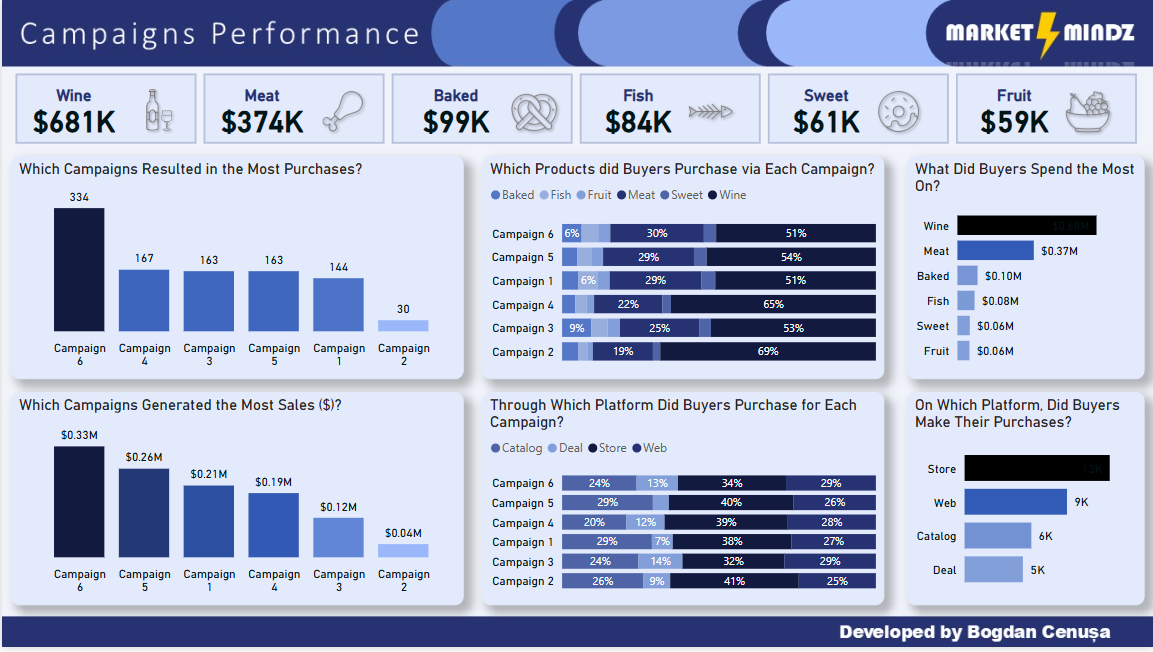 Campaigns Performance
MARKET MINDZ
Wine
$681K
Meat
$374K
Baked
$99K
Fish
$84K
Sweet
$61K
Fruit
$59K
Which Campaigns Resulted in the Most Purchases?
334
167
163
163
144
30
Campaign
6
Campaign
4
Campaign
3
Campaign
5
Campaign
1
Campaign
2
Which Products did Buyers Purchase via Each Campaign?
Baked Fish Fruit Meat Sweet Wine
Campaign 6 6% 30% 51%
Campaign 5 29% 54%
Campaign 1 6% 29% 51%
Campaign 4 22% 65%
Campaign 3 9% 25% 53%
Campaign 2 19% 69%
What Did Buyers Spend the Most
On?
Wine $0.68M
Meat $0.37M
Baked $0.10M
Fish $0.08M
Sweet $0.06M
Fruit $0.06M
Which Campaigns Generated the Most Sales ($)?
$0.33M
$0.26M
$0.21M
$0.19M
$0.12M
$0.04M
Campaign
6
Campaign
5
Campaign
1
Campaign
4
Campaign
3
Campaign
2
Through Which Platform Did Buyers Purchase for Each
Campaign?
Catalog Deal Store Web
Campaign 6 24% 13% 34% 29%
Campaign 5 29% 40% 26%
Campaign 4 20% 12% 39% 28%
Campaign 1 29% 7% 38% 27%
Campaign 3 24% 14% 32% 29%
Campaign 2 26% 9% 41% 25%
On Which Platform, Did Buyers
Make Their Purchases?
Store 13K
Web 9K
Catalog 6K
Deal 5K
Developed by Bogdan Cenușa